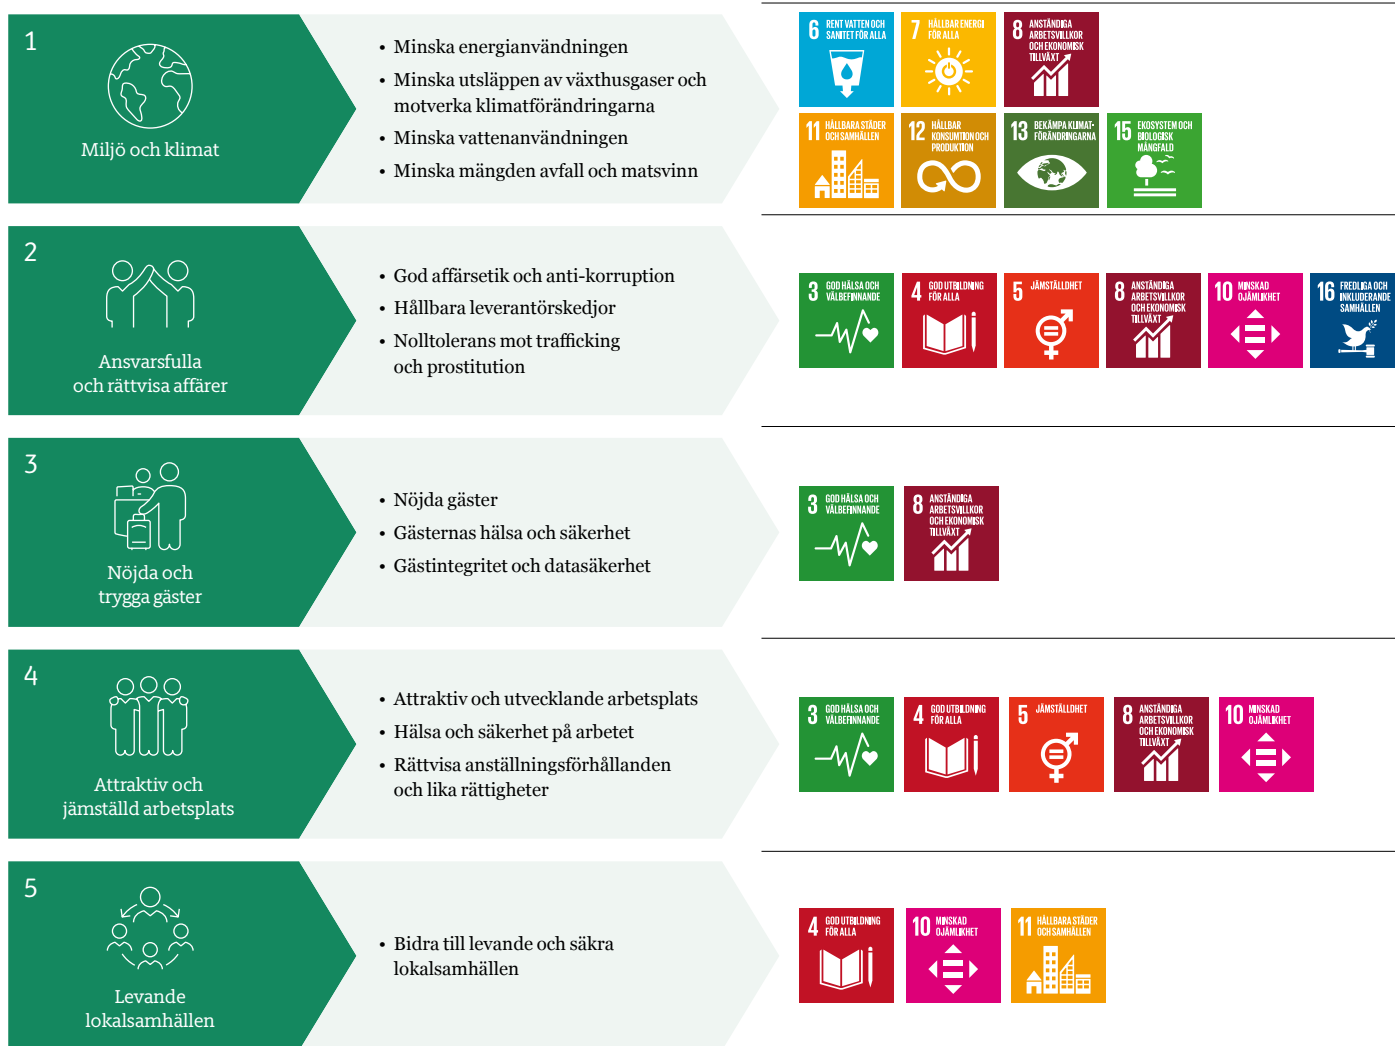 1
Miljö och klimat
• Minska energianvändningen
• Minska utsläppen av växthusgaser och
motverka klimatförändringarna
• Minska vattenanvändningen
• Minska mängden avfall och matsvinn
6 RENT VATTEN OCH
SANITET FÖR ALLA
7 HÅLLBAR ENERGI
FÖR ALLA
8 ANSTÄNDIGA
ARBETSVILLKOR
OCH EKONOMISK
TILLVÄXT
11 HÅLLBARA STÄDER
OCH SAMHÄLLEN
12 HÅLLBAR
KONSUMTION OCH
PRODUKTION
13 BEKÄMPA KLIMAT-
FÖRÄNDRINGARNA
15 EKOSYSTEM OCH
BIOLOGISK
MÅNGFALD
2
Ansvarsfulla
och rättvisa affärer
• God affärsetik och anti-korruption
• Hållbara leverantörskedjor
• Nolltolerans mot trafficking
och prostitution
3 GOD HÄLSA OCH
VÄLBEFINNANDE
4 GOD UTBILDNING
FÖR ALLA
5 JÄMSTÄLLDHET
8 ANSTÄNDIGA
ARBETSVILLKOR
OCH EKONOMISK
TILLVÄXT
10 MINSKAD
OJÄMLIKHET
16 FREDLIGA OCH
INKLUDERANDE
SAMHÄLLEN
3
Nöjda och
trygga gäster
• Nöjda gäster
• Gästernas hälsa och säkerhet
• Gästintegritet och datasäkerhet
3 GOD HÄLSA OCH
VÄLBEFINNANDE
8 ANSTÄNDIGA
ARBETSVILLKOR
OCH EKONOMISK
TILLVÄXT
4
Attraktiv och
jämställd arbetsplats
• Attraktiv och utvecklande arbetsplats
• Hälsa och säkerhet på arbetet
• Rättvisa anställningsförhållanden
och lika rättigheter
3 GOD HÄLSA OCH
VÄLBEFINNANDE
4 GOD UTBILDNING
FÖR ALLA
5 JÄMSTÄLLDHET
8 ANSTÄNDIGA
ARBETSVILLKOR
OCH EKONOMISK
TILLVÄXT
10 MINSKAD
OJÄMLIKHET
5
Levande
lokalsamhällen
• Bidra till levande och säkra
lokalsamhällen
4 GOD UTBILDNING
FÖR ALLA
10 MINSKAD
OJÄMLIKHET
11 HÅLLBARA STÄDER
OCH SAMHÄLLEN